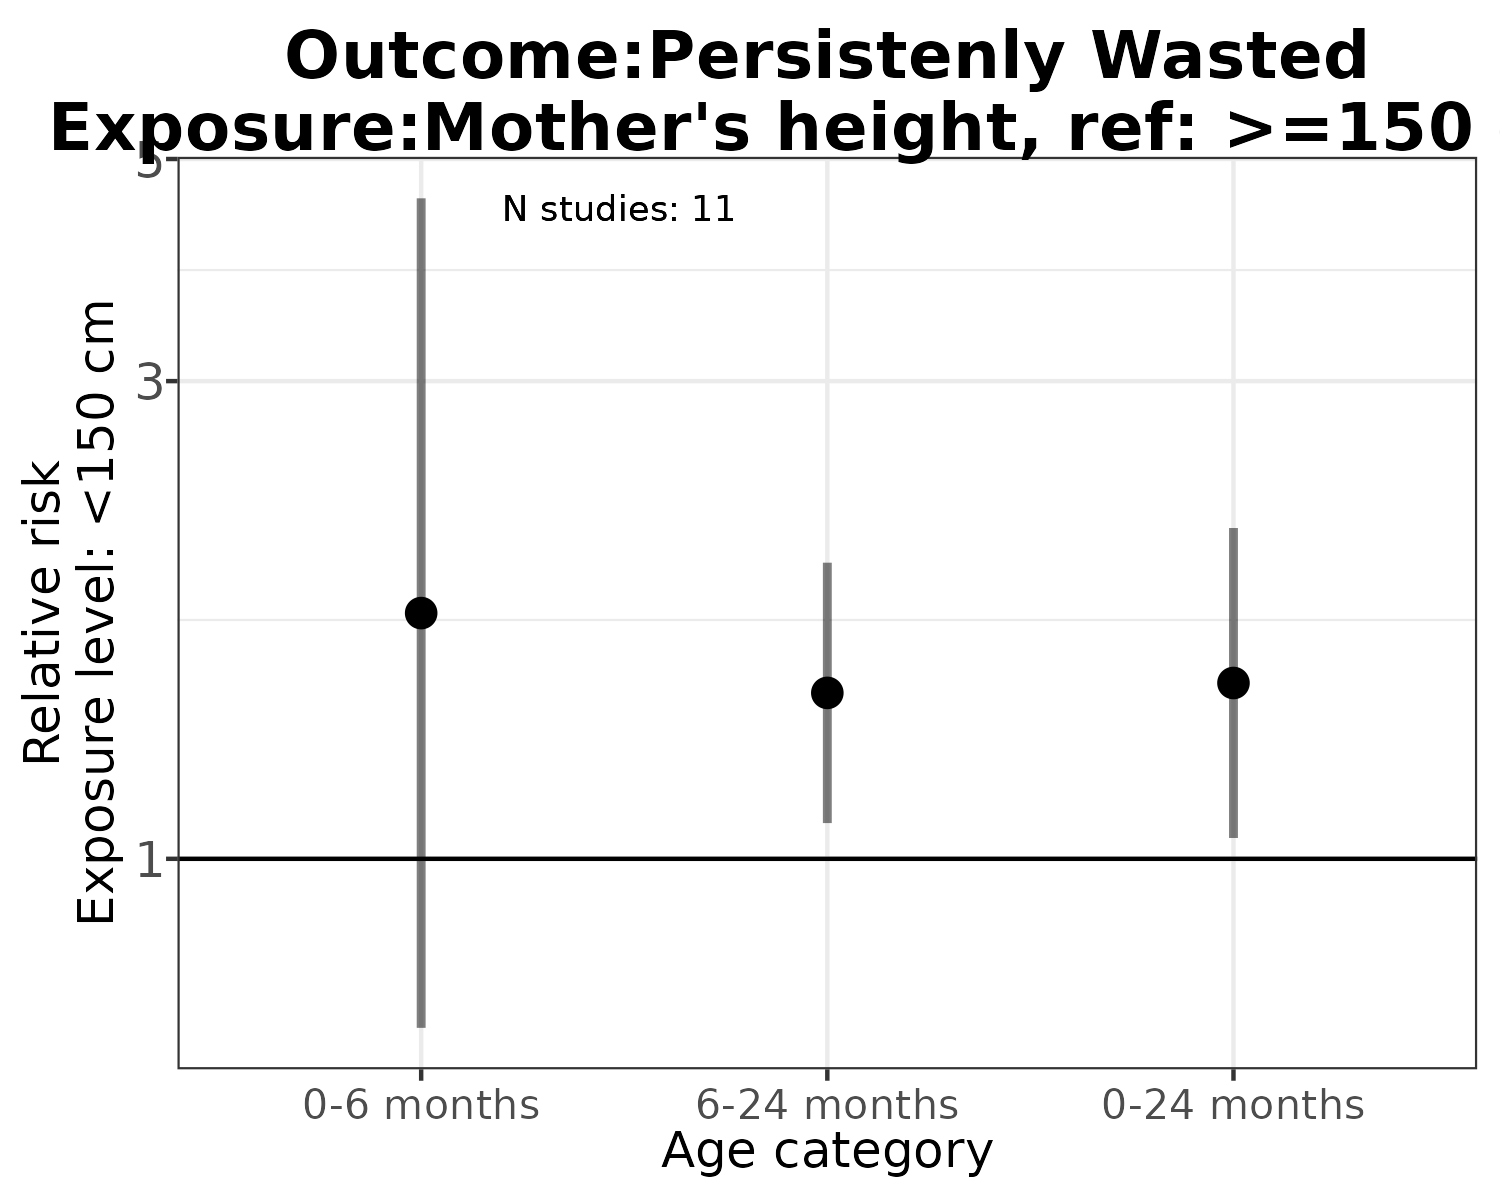 Outcome:Persistenly Wasted
Exposure:Mother's height, ref: >=150
5
N studies: 11
3
1
Relative risk
Exposure level: <150 cm
0-6 months
6-24 months
0-24 months
Age category